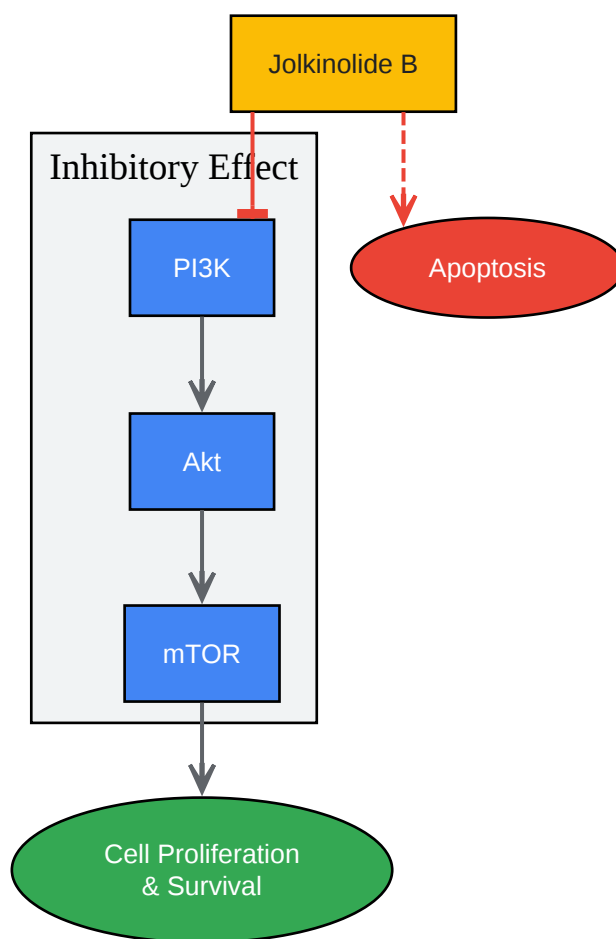 Jolkinolide B
Inhibitory Effect
PI3K
Apoptosis
Akt
mTOR
Cell Proliferation
& Survival